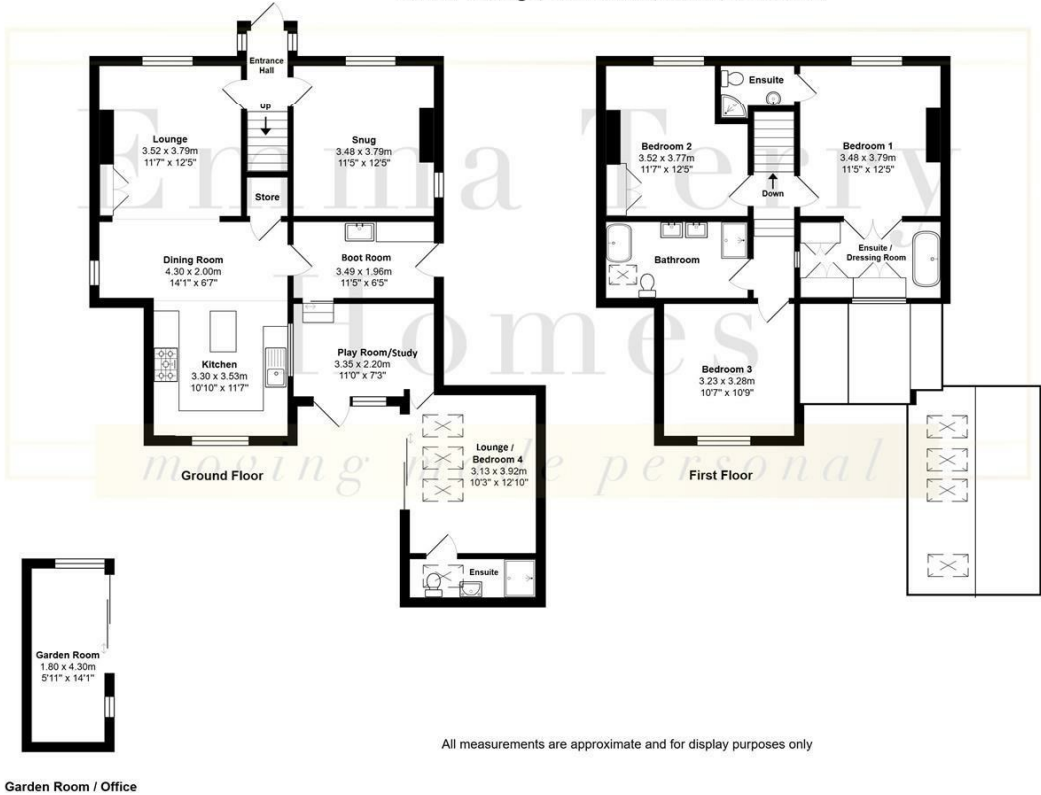 Entrance
Hall
up
Lounge
3.52 x 3.79m
11'7" x 12'5"
Snug
3.48 x 3.79m
11'5" x 12'5"
Store
Dining Room
4.30 x 2.00m
14'1" x 6'7"
Boot Room
3.49 x 1.96m
11'5" x 6'5"
Kitchen
3.30 x 3.53m
10'10" x 11'7"
Play Room/Study
3.35 x 2.20m
11'0" x 7'3"
Lounge /
Bedroom 4
3.13 x 3.92m
10'3" x 12'10"
Ensuite
Ground Floor
Ensuite
Bedroom 2
3.52 x 3.77m
11'7" x 12'5"
Bedroom 1
3.48 x 3.79m
11'5" x 12'5"
Down
Bathroom
Ensuite /
Dressing Room
Bedroom 3
3.23 x 3.28m
10'7" x 10'9"
First Floor
Emma Terry
Homes
moving made personal
Garden Room
1.80 x 4.30m
5'11" x 14'1"
All measurements are approximate and for display purposes only
Garden Room / Office